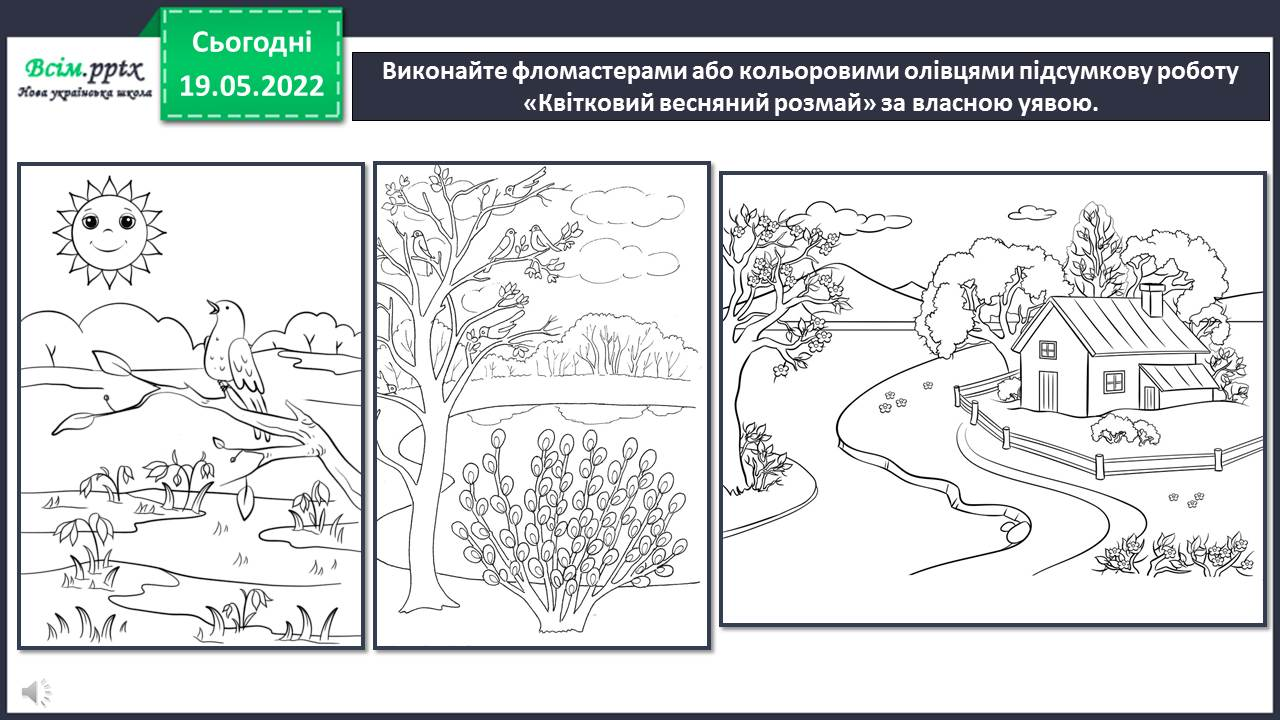 Сьогодні
19.05.2022
Всім.pptx
Нова українська школа
Виконайте фломастерами або кольоровими олівцями підсумкову роботу
«Квітковий весняний розмай» за власною уявою.